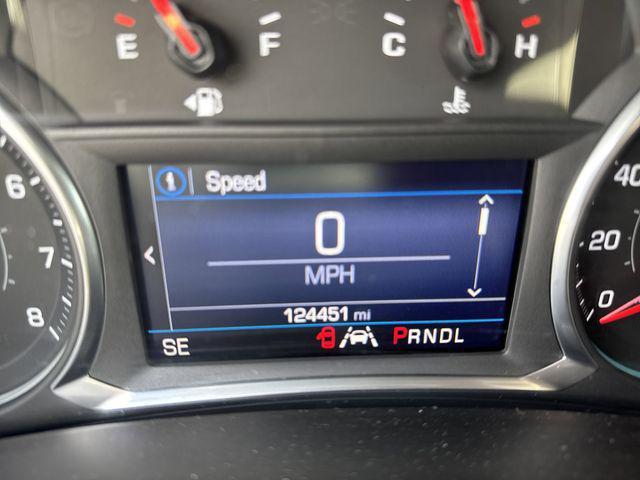 E F C H
Speed
0
MPH
124451 mi
SE PRNDL
6
7
8
40
20
0